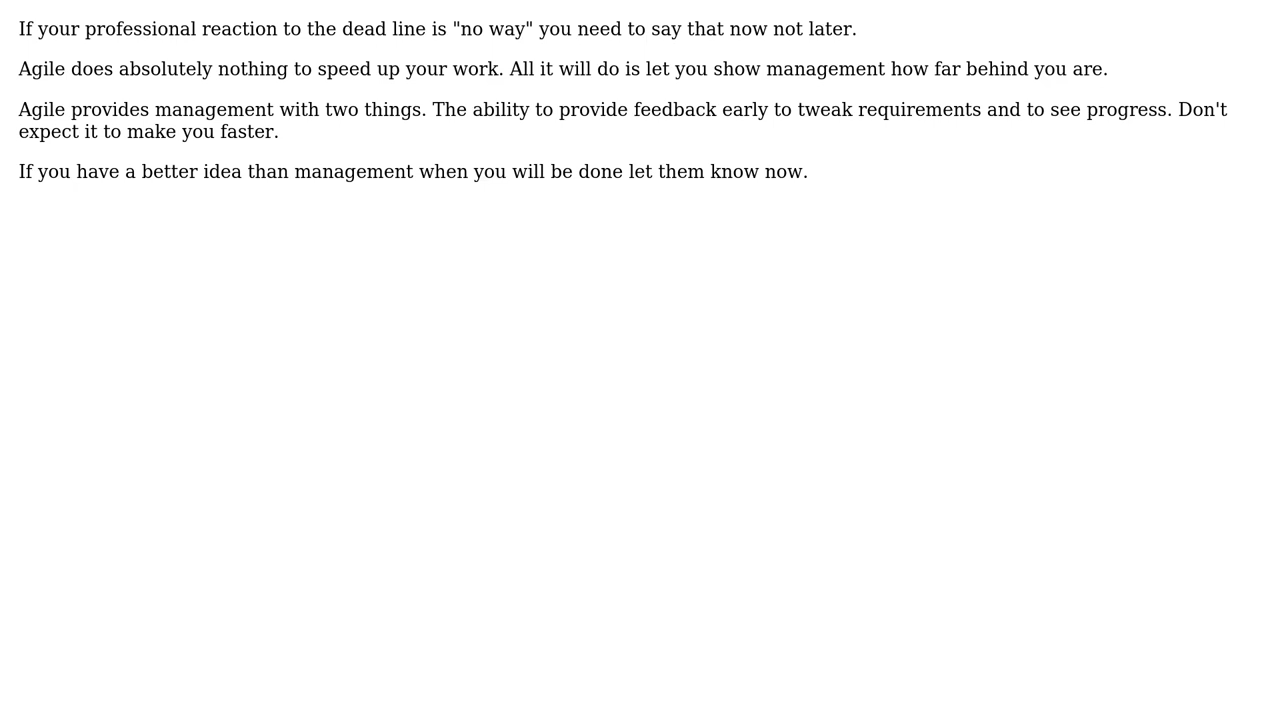 If your professional reaction to the dead line is "no way" you need to say that now not later.
Agile does absolutely nothing to speed up your work. All it will do is let you show management how far behind you are.
Agile provides management with two things. The ability to provide feedback early to tweak requirements and to see progress. Don't
expect it to make you faster.
If you have a better idea than management when you will be done let them know now.